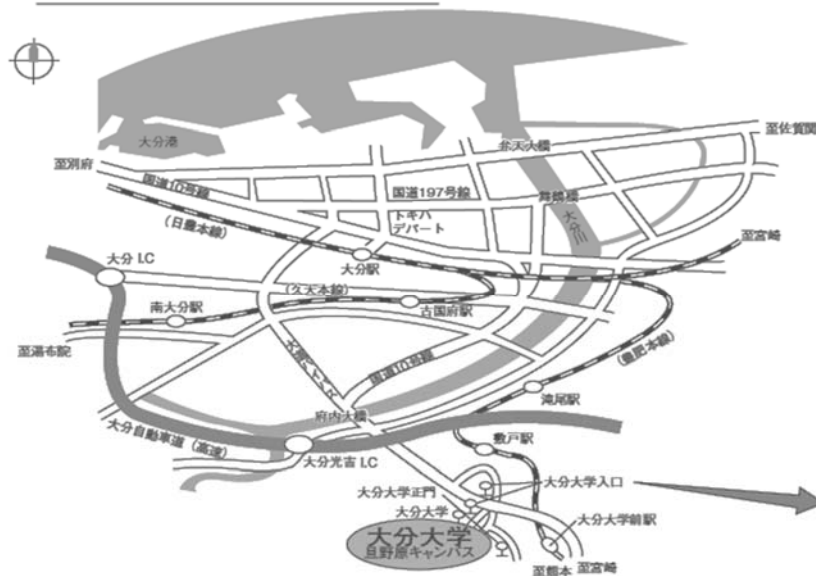 大分港
至別府
国道10号線
(日豊本線)
国道197号線
トキハ
デパート
弁天大橋
至佐賀関
舞鶴橋
大分川
至宮崎
大分駅
大分 I.C
(久大本線)
南大分駅
古国府駅
至湯布院
国道10号線
(豊肥本線)
滝尾駅
府内大橋
大分自動車道(高速)
大分光吉 I.C
敷戸駅
大分大学入口
大分大学正門
大分大学
大分大学
旦野原キャンパス
大分大学前駅
至熊本
至宮崎